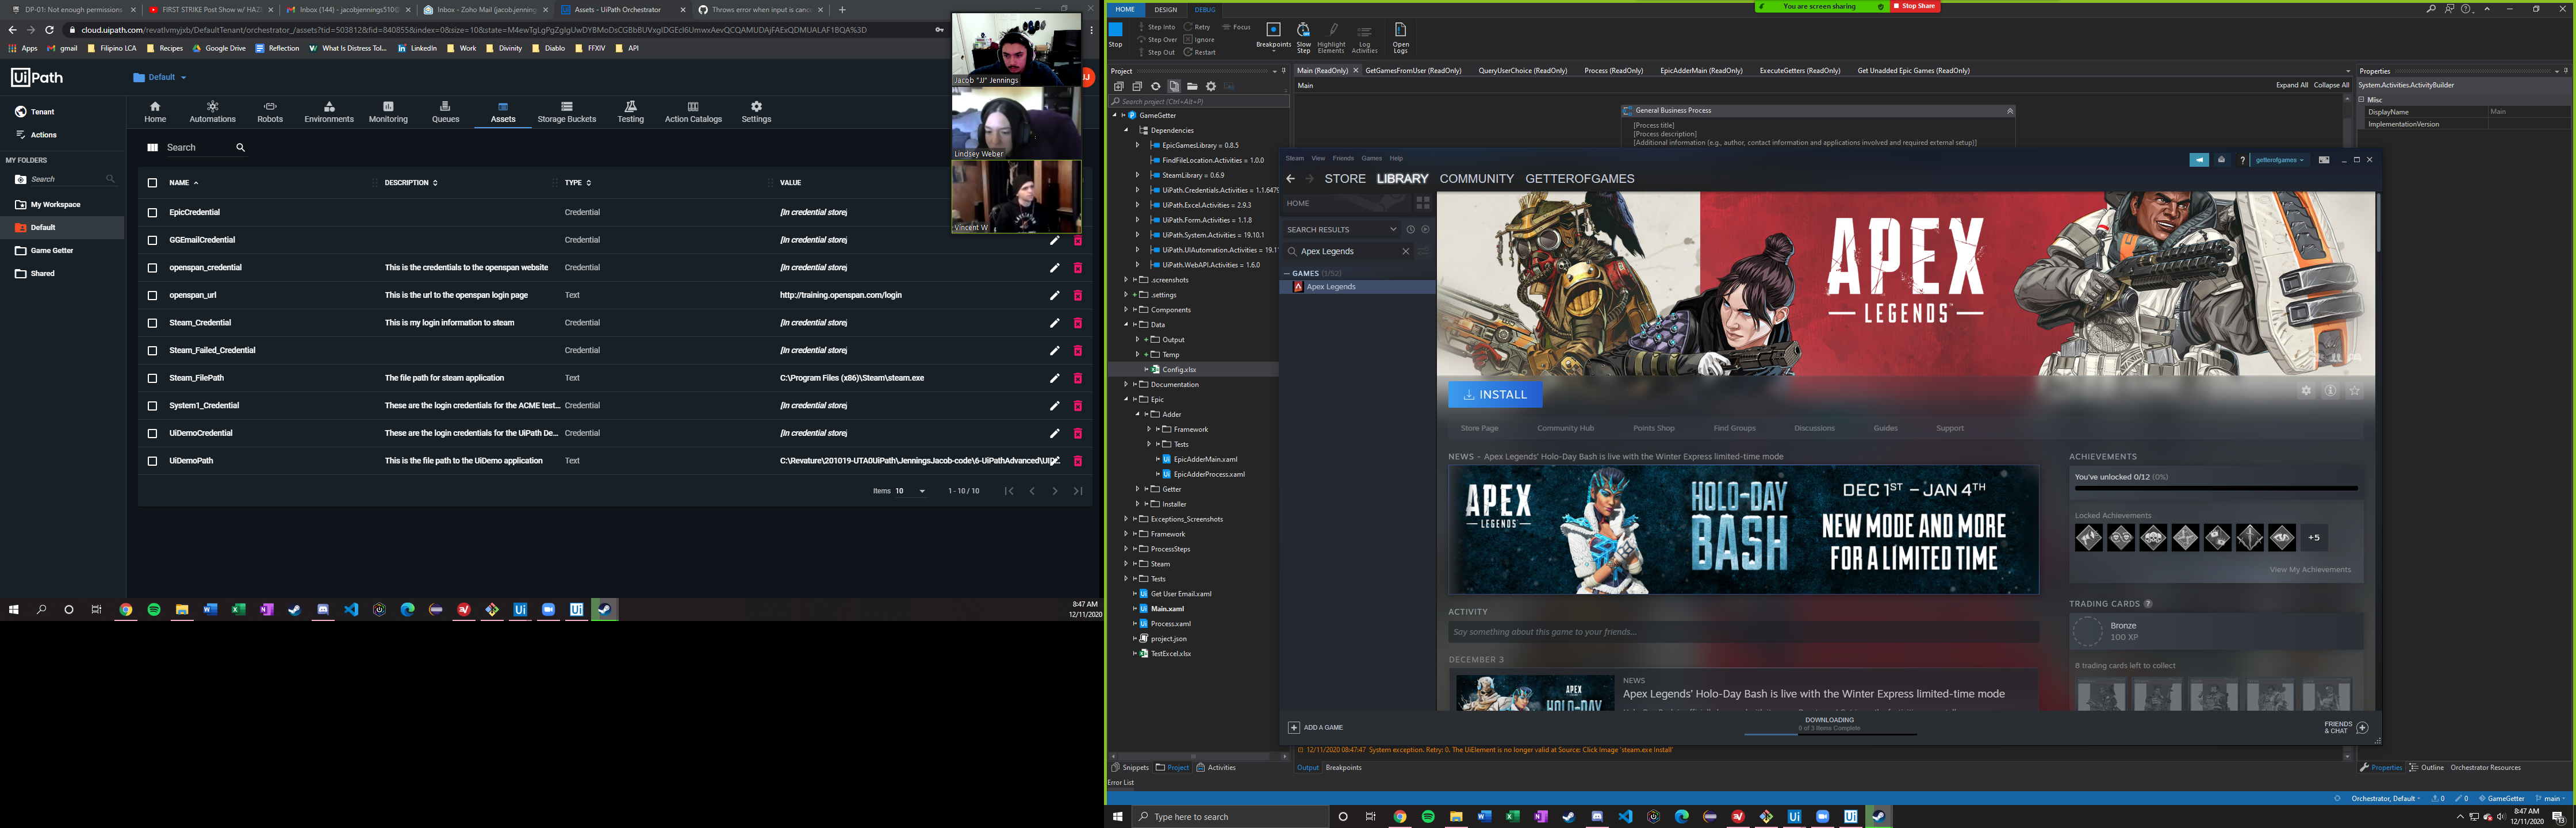 DP-01: Not enough permissions
FIRST STRIKE Post Show w/ HAZE
Inbox (144) - jacobjennings510@
Inbox - Zoho Mail (jacob.jenning
Assets - UiPath Orchestrator
Throws error when input is cance
Apps
gmail
Filipino LCA
Recipes
Google Drive
Reflection
What Is Distress Tol...
LinkedIn
Work
Divinity
Diablo
FFXIV
API
UiPath
Default
Tenant
Actions
MY FOLDERS
Search
My Workspace
Default
Game Getter
Shared
Home Automations Robots Environments Monitoring Queues Assets Storage Buckets Testing Action Catalogs Settings
Search
NAME DESCRIPTION TYPE VALUE
EpicCredential Credential [In credential store]
GGEmailCredential Credential [In credential store]
openspan_credential This is the credentials to the openspan website Credential [In credential store]
openspan_url This is the url to the openspan login page Text http://training.openspan.com/login
Steam_Credential This is my login information to steam Credential [In credential store]
Steam_Failed_Credential Credential [In credential store]
Steam_FilePath The file path for steam application Text C:\Program Files (x86)\Steam\steam.exe
System1_Credential These are the login credentials for the ACME test... Credential [In credential store]
UiDemoCredential These are the login credentials for the UiPath De... Credential [In credential store]
UiDemoPath This is the file path to the UiDemo application Text C:\Revature\201019-UTA0UiPath\JenningsJacob-code\6-UiPathAdvanced\UiD...
Items 10 1 - 10 / 10
Jacob "JJ" Jennings
Lindsey Weber
Vincent W
8:47 AM
12/11/2020
HOME DESIGN DEBUG
You are screen sharing Stop Share
Stop
Step Into Retry Focus
Step Over Ignore
Step Out Restart
Breakpoints
Slow Step
Highlight Elements
Log Activities
Open Logs
Project
Search project (Ctrl+Alt+P)
GameGetter
Dependencies
EpicGamesLibrary = 0.8.5
FindFileLocation.Activities = 1.0.0
SteamLibrary = 0.6.9
UiPath.Credentials.Activities = 1.1.6479
UiPath.Excel.Activities = 2.9.3
UiPath.Form.Activities = 1.1.8
UiPath.System.Activities = 19.10.1
UiPath.UIAutomation.Activities = 19.11
UiPath.WebAPI.Activities = 1.6.0
.screenshots
.settings
Components
Data
Output
Temp
Config.xlsx
Documentation
Epic
Adder
Framework
Tests
EpicAdderMain.xaml
EpicAdderProcess.xaml
Getter
Installer
Exceptions_Screenshots
Framework
ProcessSteps
Steam
Tests
Get User Email.xaml
Main.xaml
Process.xaml
project.json
TestExcel.xlsx
Snippets Project Activities
Error List
Main (ReadOnly) GetGamesFromUser (ReadOnly) QueryUserChoice (ReadOnly) Process (ReadOnly) EpicAdderMain (ReadOnly) ExecuteGetters (ReadOnly) Get Unadded Epic Games (ReadOnly)
Main
Expand All Collapse All
General Business Process
[Process title]
[Process description]
[Additional information (e.g., author, contact information and applications involved and required external setup)]
Properties
System.Activities.ActivityBuilder
Misc
DisplayName Main
ImplementationVersion
Steam View Friends Games Help
getterofgames
STORE LIBRARY COMMUNITY GETTEROFGAMES
HOME
SEARCH RESULTS
Apex Legends
GAMES (1/52)
Apex Legends
APEX
LEGENDS
INSTALL
Store Page Community Hub Points Shop Find Groups Discussions Guides Support
NEWS - Apex Legends' Holo-Day Bash is live with the Winter Express limited-time mode
APEX
LEGENDS
HOLO-DAY
BASH
DEC 1ST – JAN 4TH
NEW MODE AND MORE
FOR A LIMITED TIME
ACTIVITY
Say something about this game to your friends...
DECEMBER 3
NEWS
Apex Legends' Holo-Day Bash is live with the Winter Express limited-time mode
APEX
HOLO-DAY
ACHIEVEMENTS
You've unlocked 0/12 (0%)
Locked Achievements
+5
View My Achievements
TRADING CARDS ?
Bronze
100 XP
8 trading cards left to collect
ADD A GAME
DOWNLOADING
0 of 3 Items Complete
FRIENDS
& CHAT
12/11/2020 08:47:47 System exception. Retry: 0. The UiElement is no longer valid at Source: Click Image 'steam.exe Install'
Output Breakpoints
Properties Outline Orchestrator Resources
Orchestrator, Default 0 0 GameGetter main
Type here to search
8:47 AM
12/11/2020